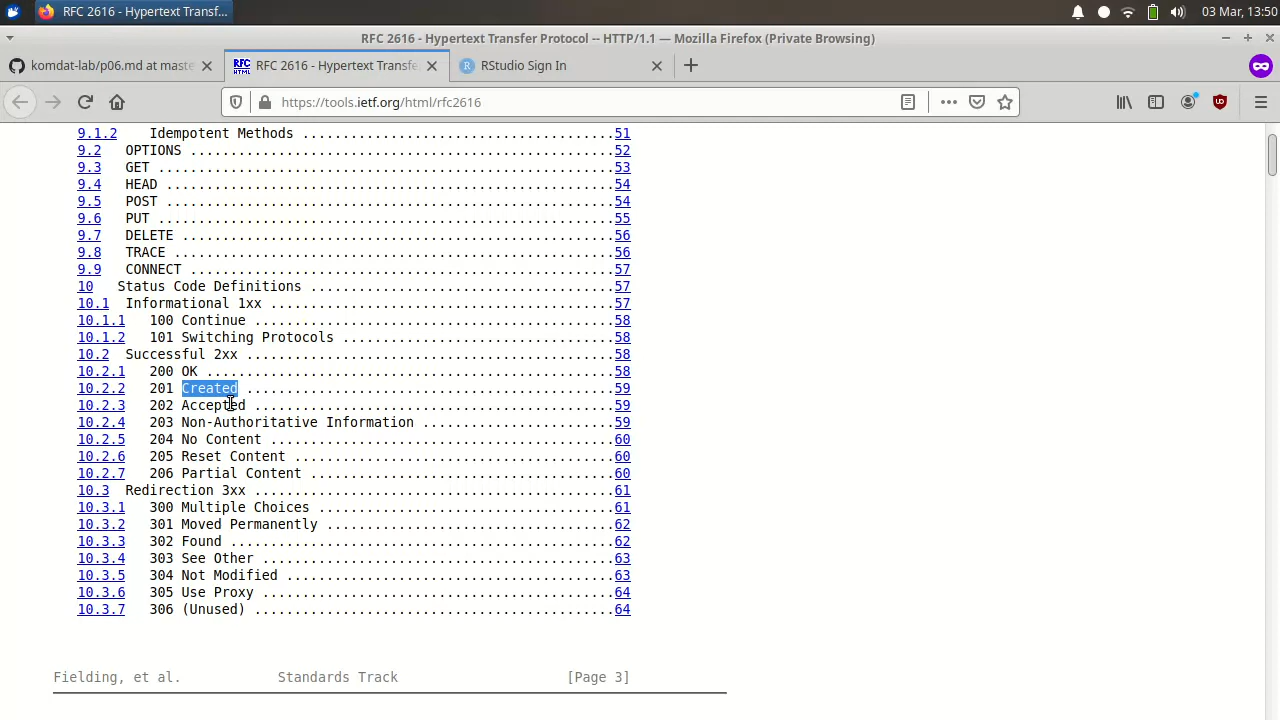 RFC 2616 - Hypertext Transf...
03 Mar, 13:50
RFC 2616 - Hypertext Transfer Protocol -- HTTP/1.1 — Mozilla Firefox (Private Browsing)
komdat-lab/p06.md at maste
RFC HTML
RFC 2616 - Hypertext Transfe
RStudio Sign In
https://tools.ietf.org/html/rfc2616
9.1.2 Idempotent Methods .......................................51
9.2 OPTIONS .....................................................52
9.3 GET .........................................................53
9.4 HEAD ........................................................54
9.5 POST ........................................................54
9.6 PUT .........................................................55
9.7 DELETE ......................................................56
9.8 TRACE .......................................................56
9.9 CONNECT .....................................................57
10 Status Code Definitions ......................................57
10.1 Informational 1xx ...........................................57
10.1.1 100 Continue .............................................58
10.1.2 101 Switching Protocols ..................................58
10.2 Successful 2xx ..............................................58
10.2.1 200 OK ...................................................58
10.2.2 201 Created ..............................................59
10.2.3 202 Accepted .............................................59
10.2.4 203 Non-Authoritative Information ........................59
10.2.5 204 No Content ...........................................60
10.2.6 205 Reset Content ........................................60
10.2.7 206 Partial Content ......................................60
10.3 Redirection 3xx .............................................61
10.3.1 300 Multiple Choices .....................................61
10.3.2 301 Moved Permanently ....................................62
10.3.3 302 Found ................................................62
10.3.4 303 See Other ............................................63
10.3.5 304 Not Modified .........................................63
10.3.6 305 Use Proxy ............................................64
10.3.7 306 (Unused) .............................................64
Fielding, et al. Standards Track [Page 3]